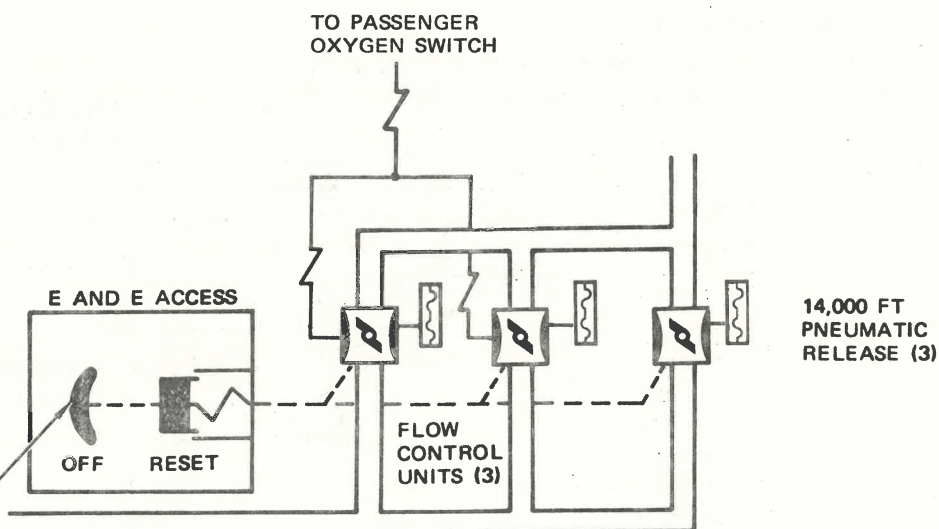 TO PASSENGER
OXYGEN SWITCH
E AND E ACCESS
14,000 FT
PNEUMATIC
RELEASE (3)
OFF
RESET
FLOW
CONTROL
UNITS (3)